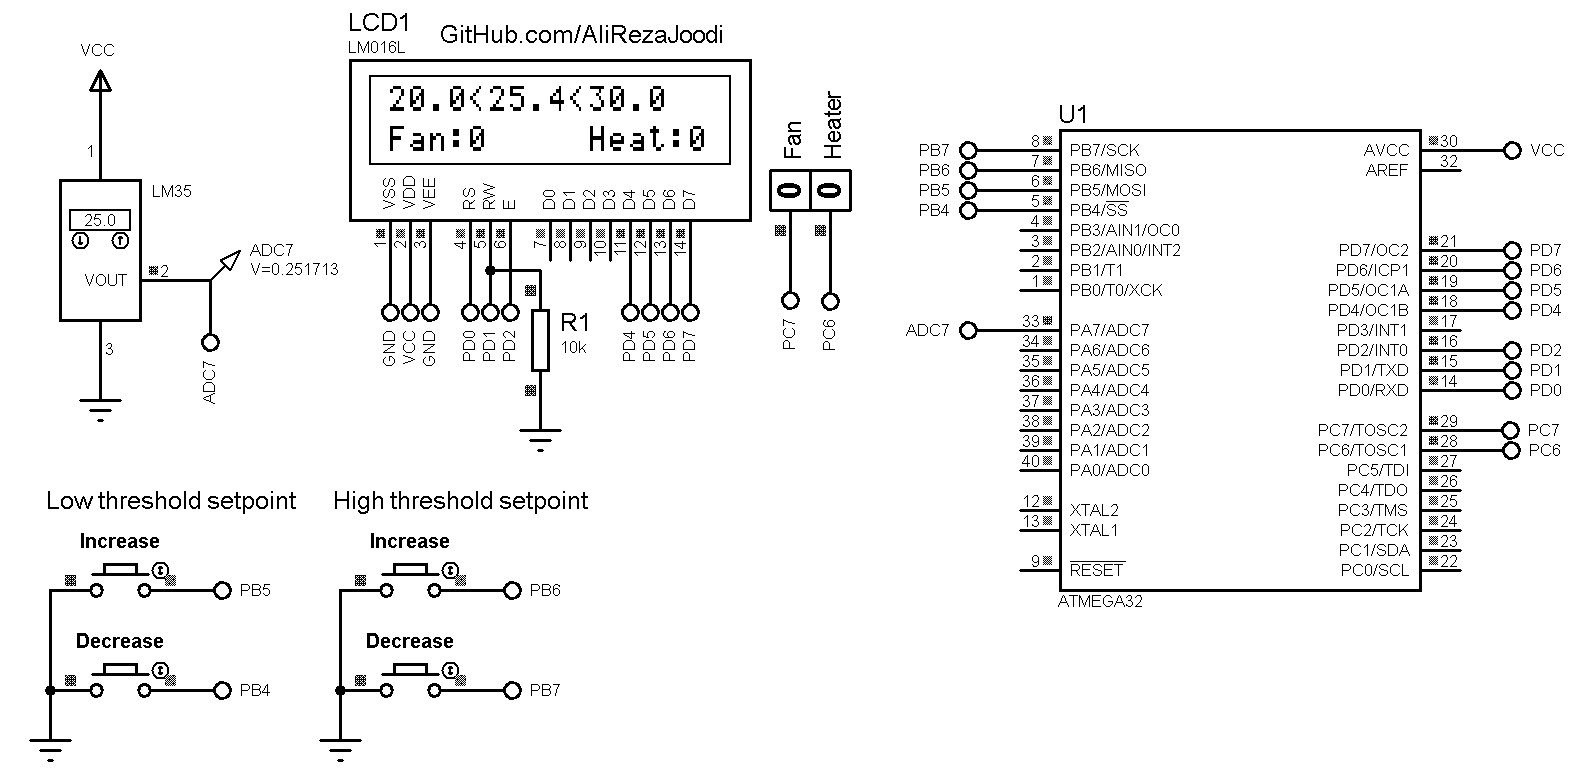 VCC
1
LM35
25.0
VOUT
2
3
ADC7
V=0.251713
ADC7
LCD1
LM016L
GitHub.com/AliRezaJoodi
20.0<25.4<30.0
Fan:0 Heat:0
VSS VDD VEE RS RW E D0 D1 D2 D3 D4 D5 D6 D7
1 2 3 4 5 6 7 8 9 10 11 12 13 14
GND VCC GND PD0 PD1 PD2 PD4 PD5 PD6 PD7
R1
10k
Fan Heater
0 0
PC7 PC6
U1
PB7 8 PB7/SCK AVCC 30 VCC
PB6 7 PB6/MISO AREF 32
PB5 6 PB5/MOSI
PB4 5 PB4/SS
4 PB3/AIN1/OC0
3 PB2/AIN0/INT2 PD7/OC2 21 PD7
2 PB1/T1 PD6/ICP1 20 PD6
1 PB0/T0/XCK PD5/OC1A 19 PD5
PD4/OC1B 18 PD4
ADC7 33 PA7/ADC7 PD3/INT1 17
34 PA6/ADC6 PD2/INT0 16 PD2
35 PA5/ADC5 PD1/TXD 15 PD1
36 PA4/ADC4 PD0/RXD 14 PD0
37 PA3/ADC3
38 PA2/ADC2 PC7/TOSC2 29 PC7
39 PA1/ADC1 PC6/TOSC1 28 PC6
40 PA0/ADC0 PC5/TDI 27
PC4/TDO 26
12 XTAL2 PC3/TMS 25
13 XTAL1 PC2/TCK 24
PC1/SDA 23
9 RESET PC0/SCL 22
ATMEGA32
Low threshold setpoint
Increase
PB5
Decrease
PB4
High threshold setpoint
Increase
PB6
Decrease
PB7